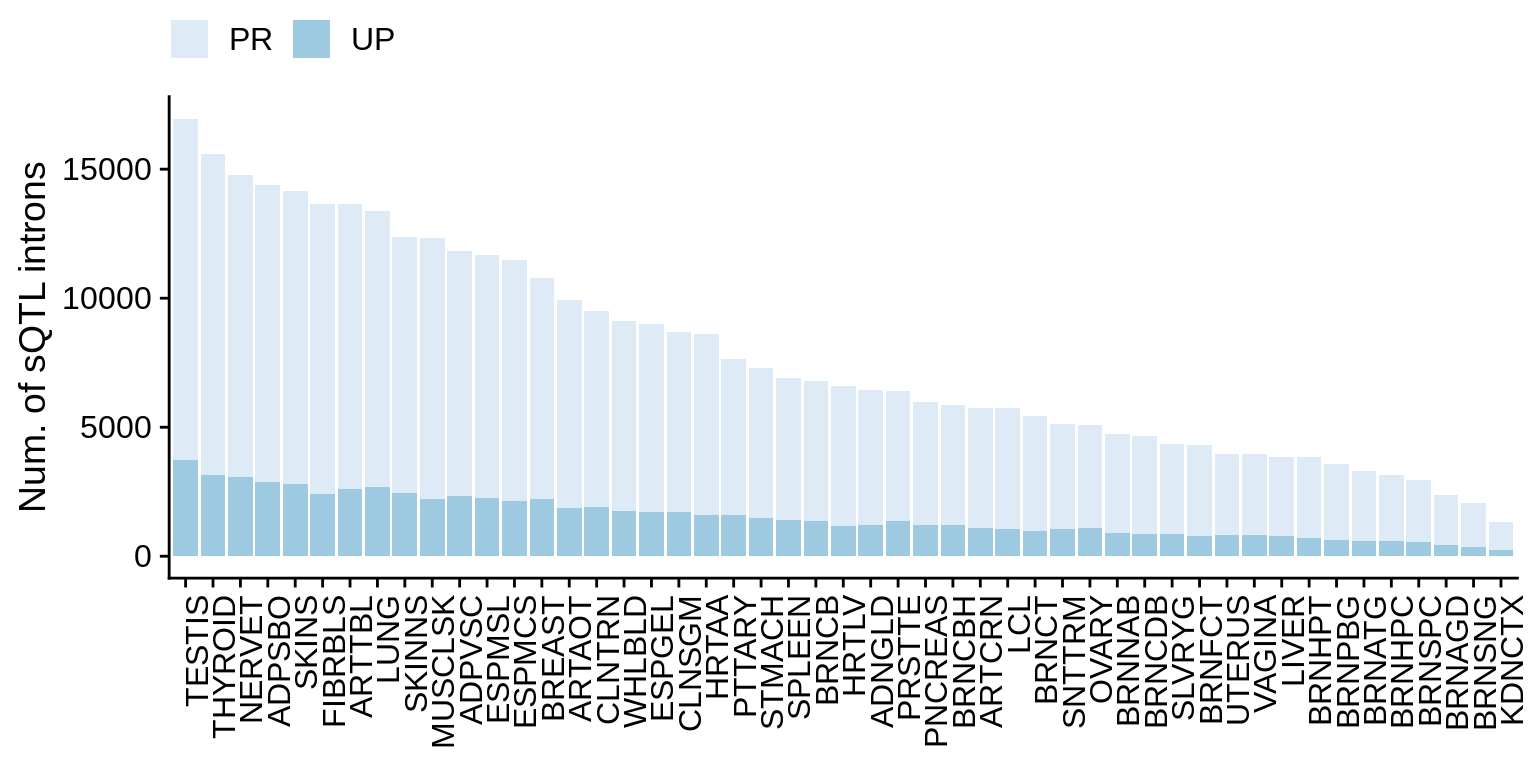 PR UP
Num. of sQTL introns
15000
10000
5000
0
TESTIS
THYROID
NERVET
ADPSBO
SKINS
FIBRBLS
ARTTBL
LUNG
SKINNS
MUSCLSK
ADPVSC
ESPMSL
ESPMCS
BREAST
ARTAOT
CLNTRN
WHLBLD
ESPGEL
CLNSGM
HRTAA
PTTARY
STMACH
SPLEEN
BRNCB
HRTLV
ADNGLD
PRSTTE
PNCREAS
BRNCBH
ARTCRN
LCL
BRNCT
SNTTRM
OVARY
BRNNAB
BRNCDB
SLVRYG
BRNFCT
UTERUS
VAGINA
LIVER
BRNHPT
BRNPBG
BRNATG
BRNHPC
BRNSPC
BRNAGD
BRNSNG
KDNCTX